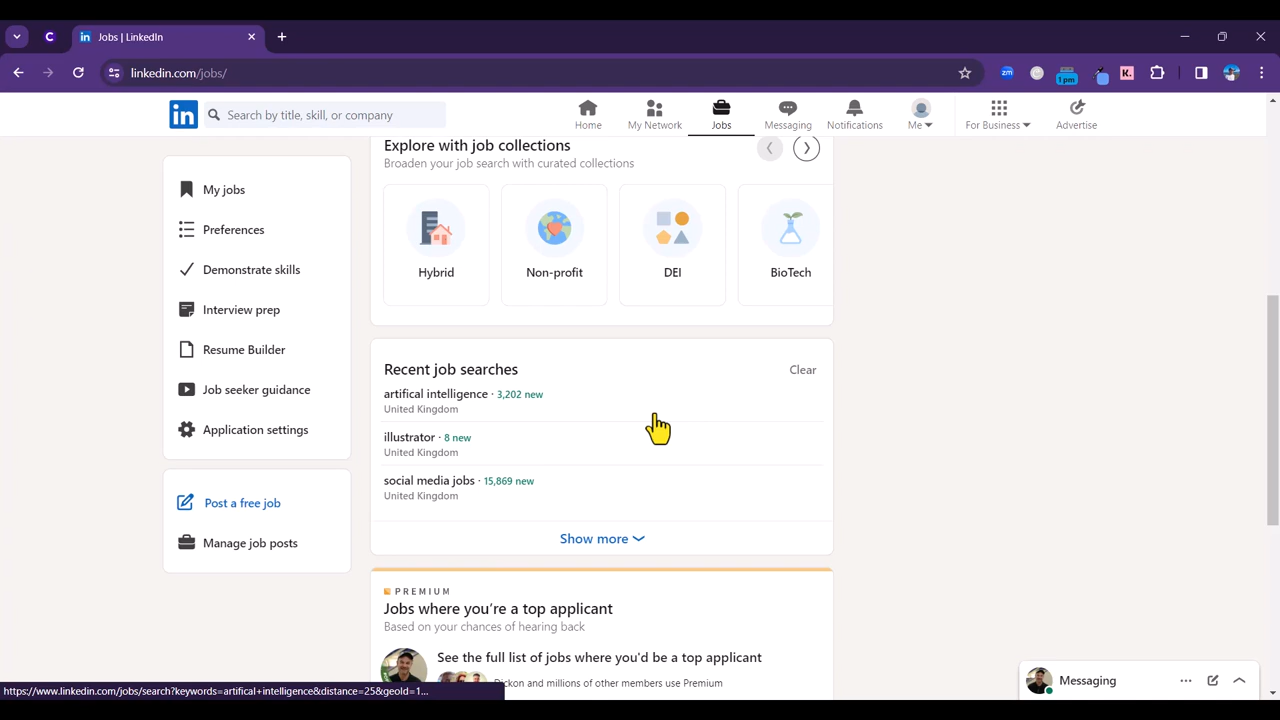 Jobs | LinkedIn
linkedin.com/jobs/
zm
1 pm
K.
in
Search by title, skill, or company
Home
My Network
Jobs
Messaging
Notifications
Me
For Business
Advertise
My jobs
Preferences
Demonstrate skills
Interview prep
Resume Builder
Job seeker guidance
Application settings
Post a free job
Manage job posts
Explore with job collections
Broaden your job search with curated collections
Hybrid
Non-profit
DEI
BioTech
Recent job searches
Clear
artifical intelligence · 3,202 new
United Kingdom
illustrator · 8 new
United Kingdom
social media jobs · 15,869 new
United Kingdom
Show more
PREMIUM
Jobs where you're a top applicant
Based on your chances of hearing back
See the full list of jobs where you'd be a top applicant
Dickon and millions of other members use Premium
Messaging
https://www.linkedin.com/jobs/search?keywords=artifical+intelligence&distance=25&geoId=1...